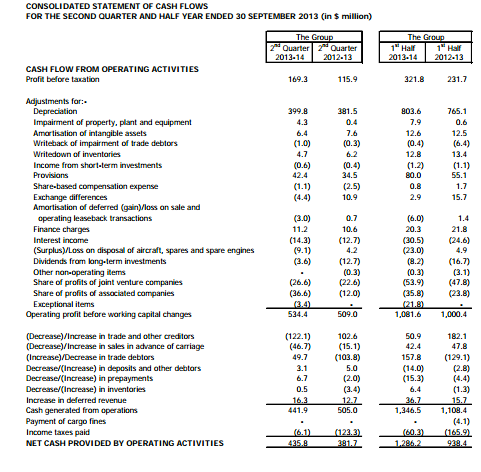 CONSOLIDATED STATEMENT OF CASH FLOWS
FOR THE SECOND QUARTER AND HALF YEAR ENDED 30 SEPTEMBER 2013 (in $ million)
The Group The Group
2nd Quarter 2nd Quarter 1st Half 1st Half
2013-14 2012-13 2013-14 2012-13
CASH FLOW FROM OPERATING ACTIVITIES
Profit before taxation 169.3 115.9 321.8 231.7
Adjustments for:-
Depreciation 399.8 381.5 803.6 765.1
Impairment of property, plant and equipment 4.3 0.4 7.9 0.6
Amortisation of intangible assets 6.4 7.6 12.6 12.5
Writeback of impairment of trade debtors (1.0) (0.3) (0.4) (6.4)
Writedown of inventories 4.7 6.2 12.8 13.4
Income from short-term investments (0.6) (0.4) (1.2) (1.1)
Provisions 42.4 34.5 80.0 55.1
Share-based compensation expense (1.1) (2.5) 0.8 1.7
Exchange differences (4.4) 10.9 2.9 15.7
Amortisation of deferred (gain)/loss on sale and
operating leaseback transactions (3.0) 0.7 (6.0) 1.4
Finance charges 11.2 10.6 20.3 21.8
Interest income (14.3) (12.7) (30.5) (24.6)
(Surplus)/Loss on disposal of aircraft, spares and spare engines (9.1) 4.2 (23.0) 4.9
Dividends from long-term investments (3.6) (12.7) (8.2) (16.7)
Other non-operating items - (0.3) (0.3) (3.1)
Share of profits of joint venture companies (26.6) (22.6) (53.9) (47.8)
Share of profits of associated companies (36.6) (12.0) (35.8) (23.8)
Exceptional items (3.4) - (21.8) -
Operating profit before working capital changes 534.4 509.0 1,081.6 1,000.4
(Decrease)/Increase in trade and other creditors (122.1) 102.6 50.9 182.1
(Decrease)/Increase in sales in advance of carriage (46.7) (15.1) 42.4 47.8
(Increase)/Decrease in trade debtors 49.7 (103.8) 157.8 (129.1)
Decrease/(Increase) in deposits and other debtors 3.1 5.0 (14.0) (2.8)
Decrease/(Increase) in prepayments 6.7 (2.0) (15.3) (4.4)
Decrease/(Increase) in inventories 0.5 (3.4) 6.4 (1.3)
Increase in deferred revenue 16.3 12.7 36.7 15.7
Cash generated from operations 441.9 505.0 1,346.5 1,108.4
Payment of cargo fines - - - (4.1)
Income taxes paid (6.1) (123.3) (60.3) (165.9)
NET CASH PROVIDED BY OPERATING ACTIVITIES 435.8 381.7 1,286.2 938.4